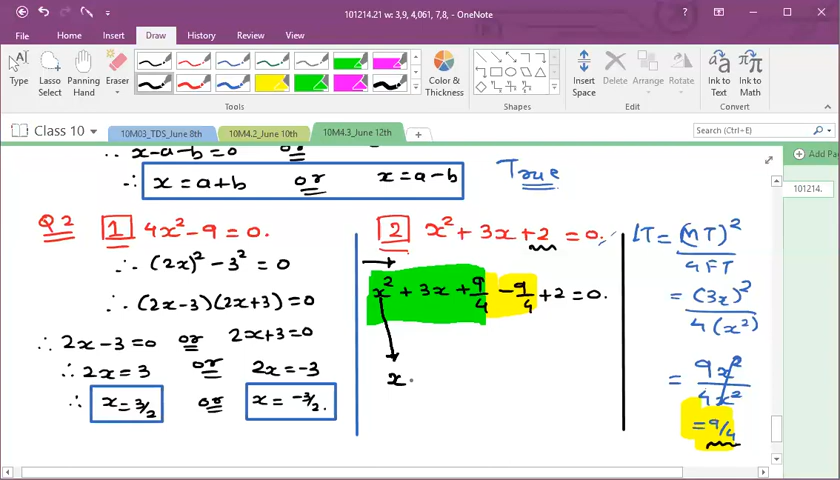 101214.21 w: 3,9, 4,061, 7,8, - OneNote
File Home Insert Draw History Review View
Type
Lasso Select
Panning Hand
Eraser
Tools
Color & Thickness
Shapes
Insert Space
Delete
Arrange
Rotate
Edit
Ink to Text
Ink to Math
Convert
Class 10
10M03_TDS_June 8th
10M4.2_June 10th
10M4.3_June 12th
Search (Ctrl+E)
Add Pa
101214.
∴ x-a-b=0 or
∴ x = a+b or x = a-b
True
Q2 1 4x² - 9 = 0.
∴ (2x)² - 3² = 0
∴ (2x-3)(2x+3) = 0
∴ 2x-3=0 or 2x+3=0
∴ 2x = 3 or 2x = -3
∴ x = 3/2 or x = -3/2.
2 x² + 3x + 2 = 0.
x² + 3x + 9/4 - 9/4 + 2 = 0.
x
LT = (MT)²/4FT
= (3x)²/4(x²)
= 9x²/4x²
= 9/4